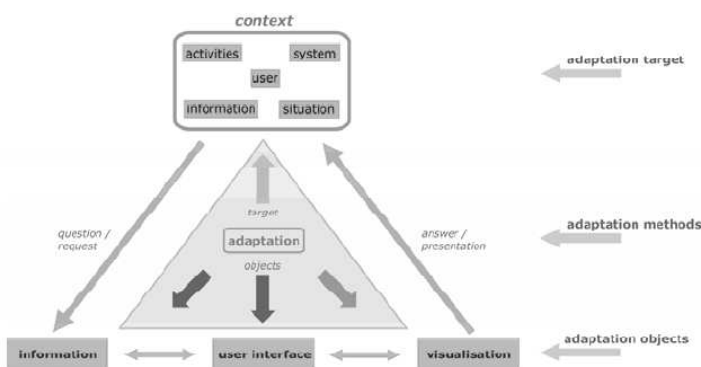 context
activities system
user
information situation
adaptation target
question /
request
target
adaptation
objects
answer /
presentation
adaptation methods
information user interface visualisation
adaptation objects